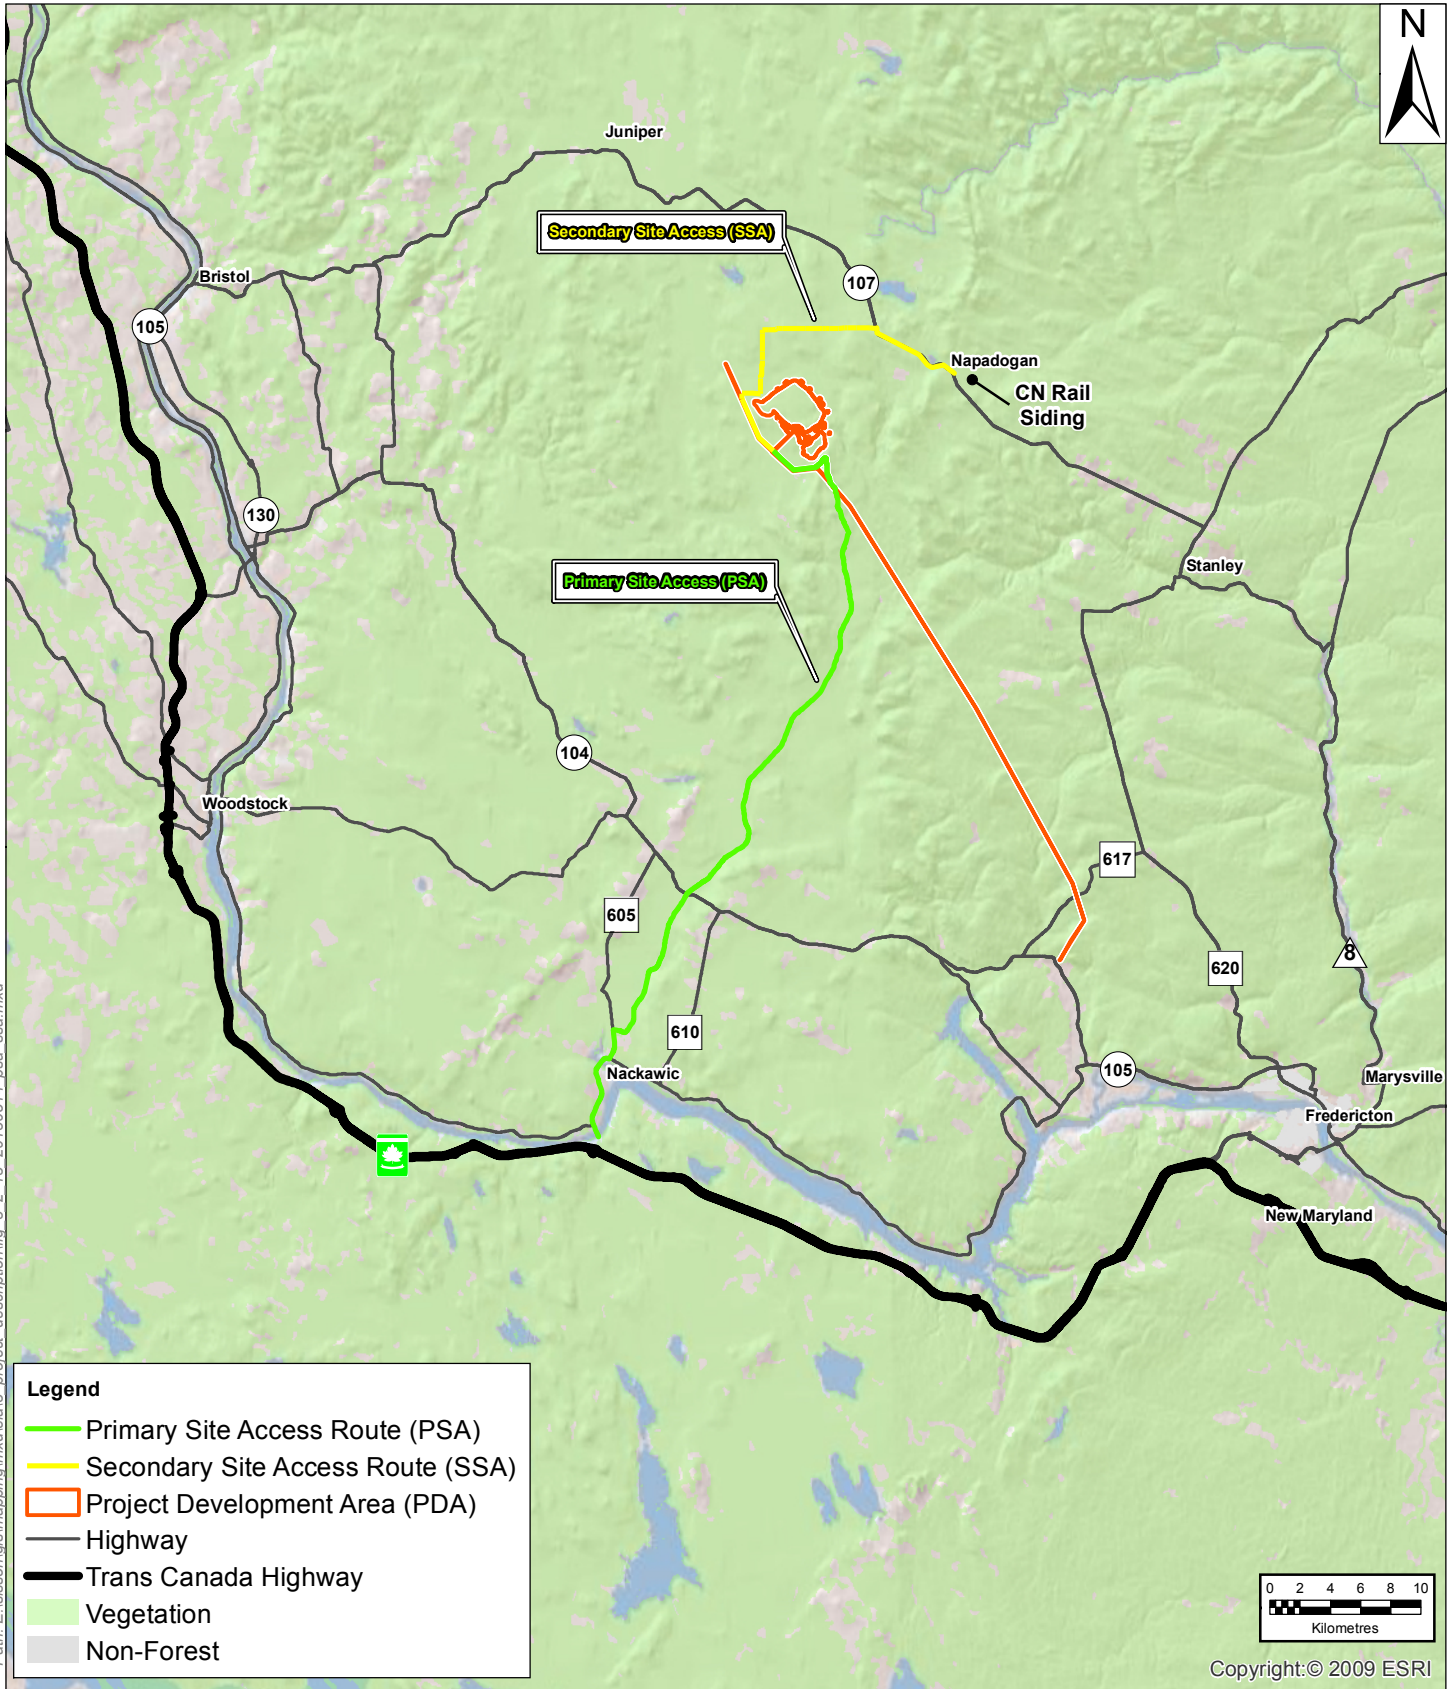 N
Juniper
Secondary Site Access (SSA)
Bristol
107
105
Napadogan
CN Rail
Siding
130
Stanley
Primary Site Access (PSA)
104
Woodstock
617
605
8
620
610
Nackawic
105
Marysville
Fredericton
New Maryland
Legend
Primary Site Access Route (PSA)
Secondary Site Access Route (SSA)
Project Development Area (PDA)
Highway
Trans Canada Highway
Vegetation
Non-Forest
0 2 4 6 8 10
Kilometres
Copyright:© 2009 ESRI